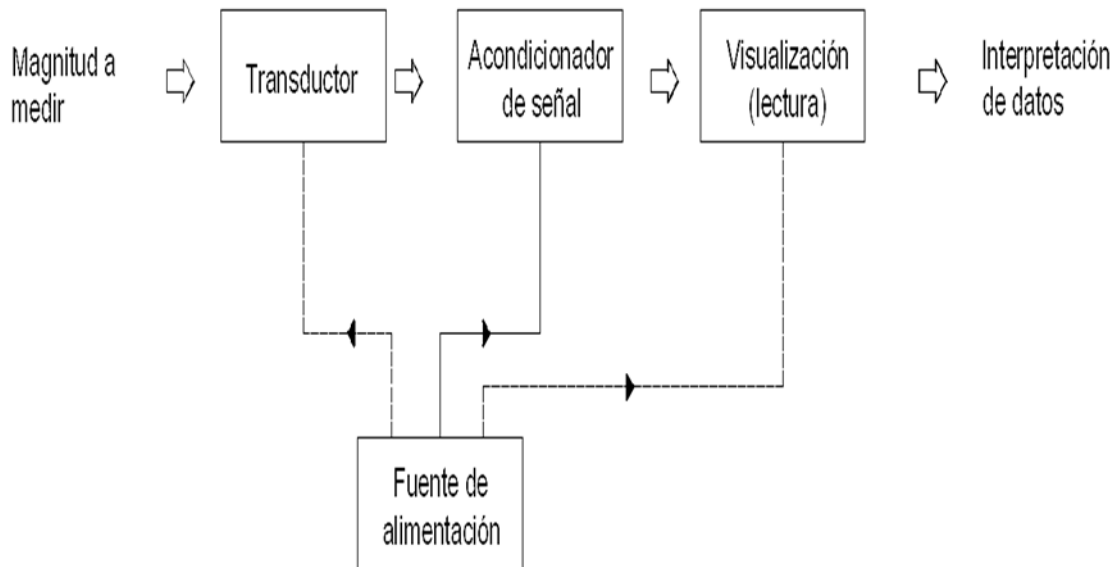 Magnitud a
medir
Transductor
Acondicionador
de señal
Visualización
(lectura)
Interpretación
de datos
Fuente de
alimentación